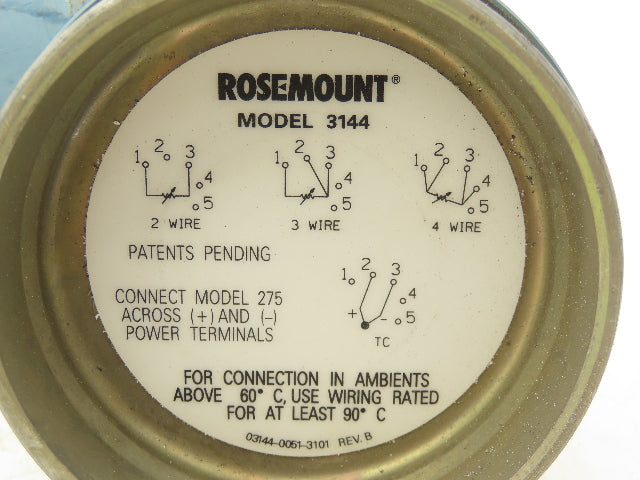 ROSEMOUNT®
MODEL 3144
1 2 3 4 5
2 WIRE
1 2 3 4 5
3 WIRE
1 2 3 4 5
4 WIRE
PATENTS PENDING
CONNECT MODEL 275
ACROSS (+) AND (-)
POWER TERMINALS
1 2 3 4 5
+ -
TC
FOR CONNECTION IN AMBIENTS
ABOVE 60° C, USE WIRING RATED
FOR AT LEAST 90° C
03144-0051-3101 REV. B